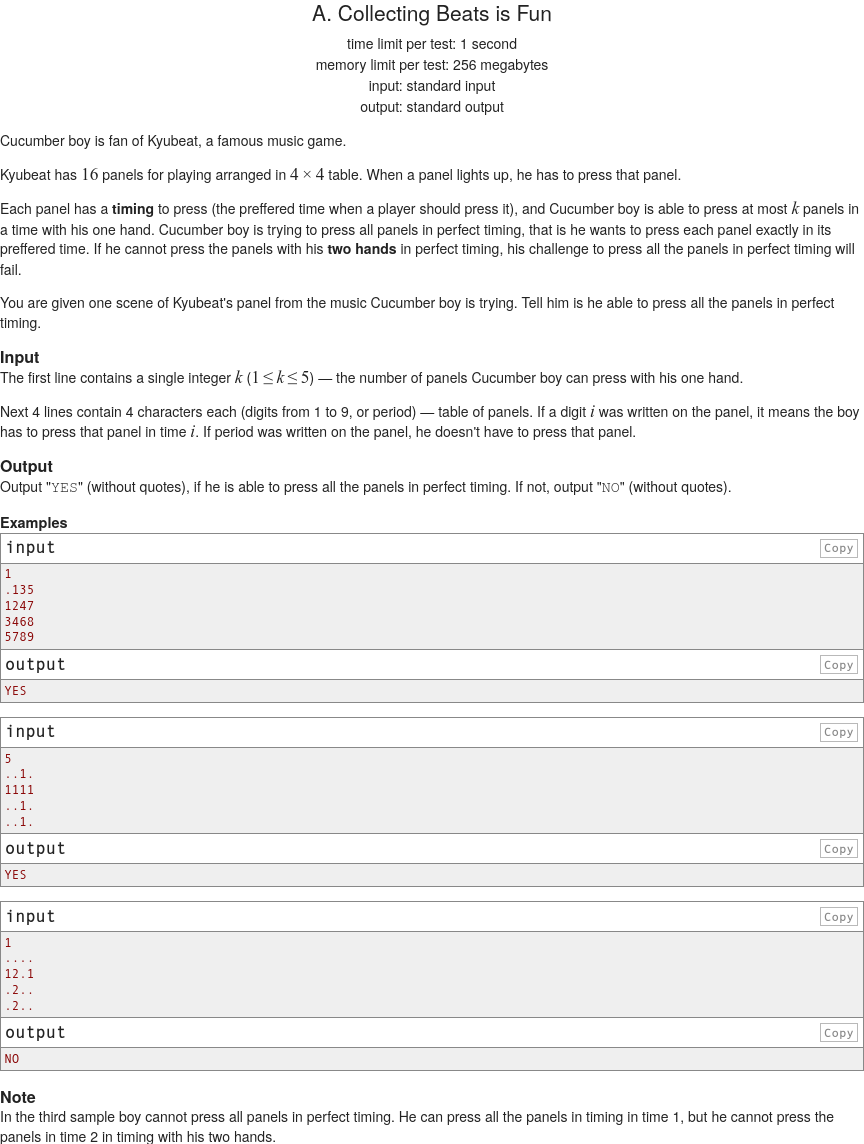 A. Collecting Beats is Fun
time limit per test: 1 second
memory limit per test: 256 megabytes
input: standard input
output: standard output
Cucumber boy is fan of Kyubeat, a famous music game.
Kyubeat has 16 panels for playing arranged in 4 × 4 table. When a panel lights up, he has to press that panel.
Each panel has a timing to press (the preffered time when a player should press it), and Cucumber boy is able to press at most k panels in
a time with his one hand. Cucumber boy is trying to press all panels in perfect timing, that is he wants to press each panel exactly in its
preffered time. If he cannot press the panels with his two hands in perfect timing, his challenge to press all the panels in perfect timing will
fail.
You are given one scene of Kyubeat's panel from the music Cucumber boy is trying. Tell him is he able to press all the panels in perfect
timing.
Input
The first line contains a single integer k (1 ≤ k ≤ 5) — the number of panels Cucumber boy can press with his one hand.
Next 4 lines contain 4 characters each (digits from 1 to 9, or period) — table of panels. If a digit i was written on the panel, it means the boy
has to press that panel in time i. If period was written on the panel, he doesn't have to press that panel.
Output
Output "YES" (without quotes), if he is able to press all the panels in perfect timing. If not, output "NO" (without quotes).
Examples
input Copy
1
.135
1247
3468
5789
output Copy
YES
input Copy
5
..1.
1111
..1.
..1.
output Copy
YES
input Copy
1
....
12.1
.2..
.2..
output Copy
NO
Note
In the third sample boy cannot press all panels in perfect timing. He can press all the panels in timing in time 1, but he cannot press the
panels in time 2 in timing with his two hands.